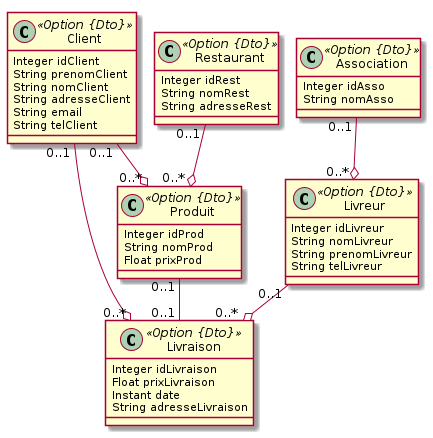 C «Option {Dto}»
Client
Integer idClient
String prenomClient
String nomClient
String adresseClient
String email
String telClient
C «Option {Dto}»
Restaurant
Integer idRest
String nomRest
String adresseRest
C «Option {Dto}»
Association
Integer idAsso
String nomAsso
0..1
0..1
0..1
0..1
0..*
0..*
0..*
C «Option {Dto}»
Produit
Integer idProd
String nomProd
Float prixProd
C «Option {Dto}»
Livreur
Integer idLivreur
String nomLivreur
String prenomLivreur
String telLivreur
0..1
0..1
0..*
0..1
0..*
C «Option {Dto}»
Livraison
Integer idLivraison
Float prixLivraison
Instant date
String adresseLivraison